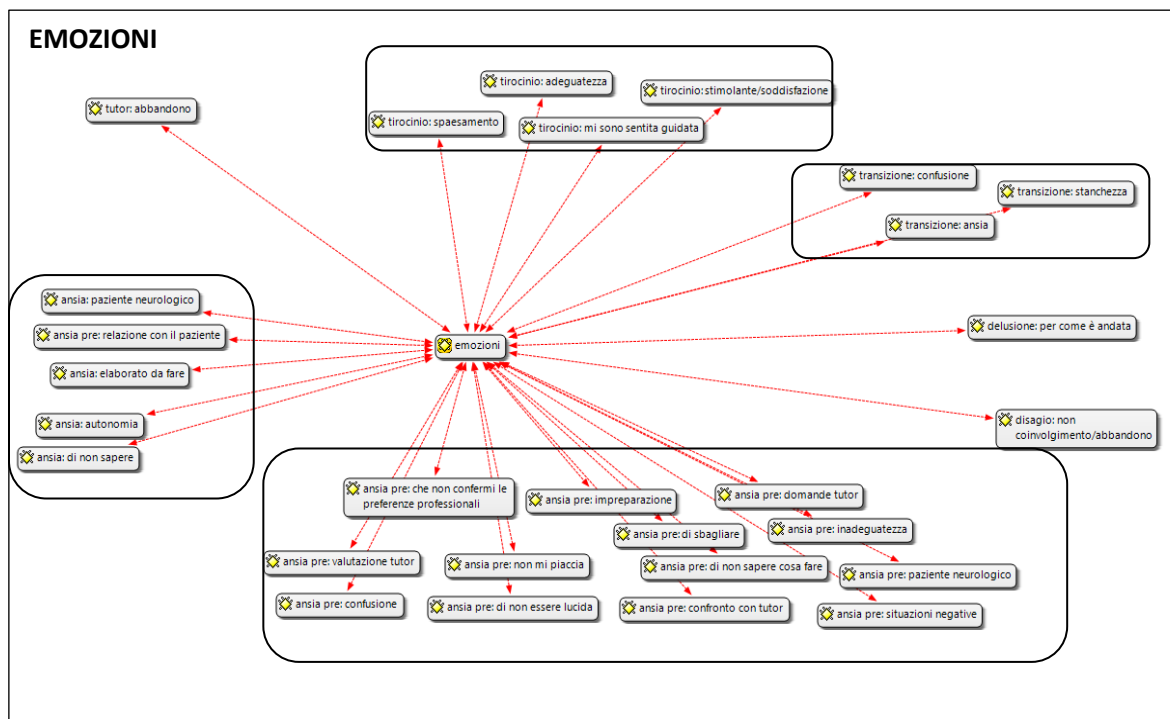 EMOZIONI
tutor: abbandono
tirocinio: adeguatezza
tirocinio: stimolante/soddisfazione
tirocinio: spaesamento
tirocinio: mi sono sentita guidata
transizione: confusione
transizione: stanchezza
transizione: ansia
ansia: paziente neurologico
ansia pre: relazione con il paziente
ansia: elaborato da fare
ansia: autonomia
ansia: di non sapere
emozioni
delusione: per come è andata
disagio: non
coinvolgimento/abbandono
ansia pre: che non confermi le
preferenze professionali
ansia pre: impreparazione
ansia pre: domande tutor
ansia pre: di sbagliare
ansia pre: inadeguatezza
ansia pre: valutazione tutor
ansia pre: non mi piaccia
ansia pre: di non sapere cosa fare
ansia pre: paziente neurologico
ansia pre: confusione
ansia pre: di non essere lucida
ansia pre: confronto con tutor
ansia pre: situazioni negative